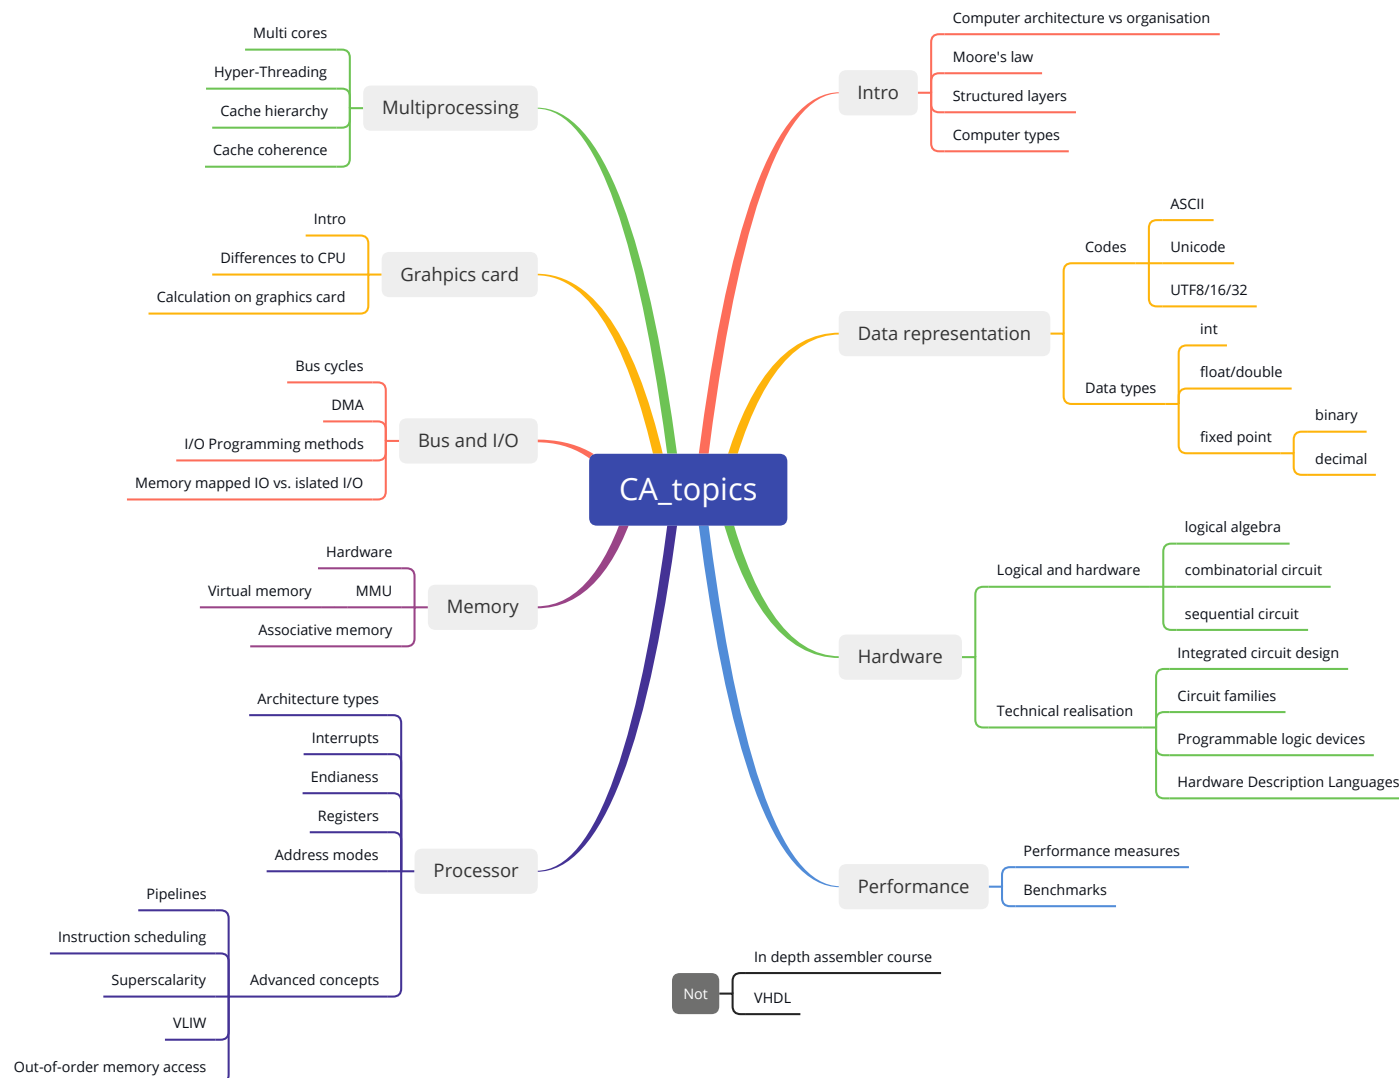 CA_topics
Intro
Computer architecture vs organisation
Moore's law
Structured layers
Computer types
Data representation
Codes
ASCII
Unicode
UTF8/16/32
Data types
int
float/double
fixed point
binary
decimal
Hardware
Logical and hardware
logical algebra
combinatorial circuit
sequential circuit
Technical realisation
Integrated circuit design
Circuit families
Programmable logic devices
Hardware Description Languages
Performance
Performance measures
Benchmarks
Multiprocessing
Multi cores
Hyper-Threading
Cache hierarchy
Cache coherence
Grahpics card
Intro
Differences to CPU
Calculation on graphics card
Bus and I/O
Bus cycles
DMA
I/O Programming methods
Memory mapped IO vs. islated I/O
Memory
Hardware
MMU
Virtual memory
Associative memory
Processor
Architecture types
Interrupts
Endianess
Registers
Address modes
Advanced concepts
Pipelines
Instruction scheduling
Superscalarity
VLIW
Out-of-order memory access
Not
In depth assembler course
VHDL